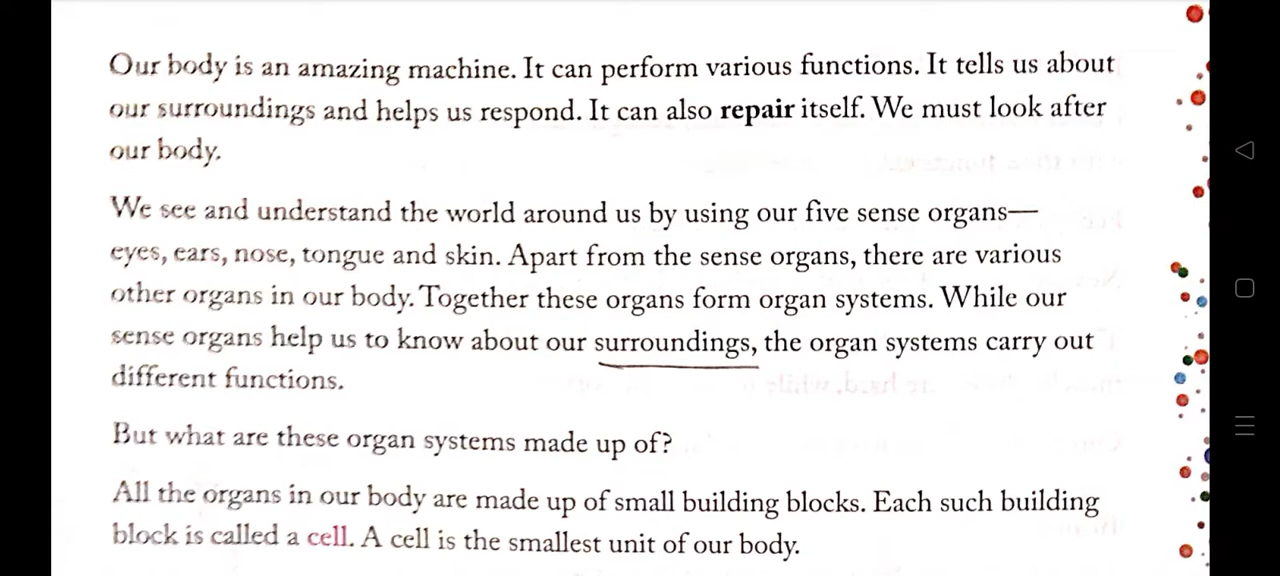 Our body is an amazing machine. It can perform various functions. It tells us about
our surroundings and helps us respond. It can also repair itself. We must look after
our body.
We see and understand the world around us by using our five sense organs—
eyes, ears, nose, tongue and skin. Apart from the sense organs, there are various
other organs in our body. Together these organs form organ systems. While our
sense organs help us to know about our surroundings, the organ systems carry out
different functions.
But what are these organ systems made up of?
All the organs in our body are made up of small building blocks. Each such building
block is called a cell. A cell is the smallest unit of our body.